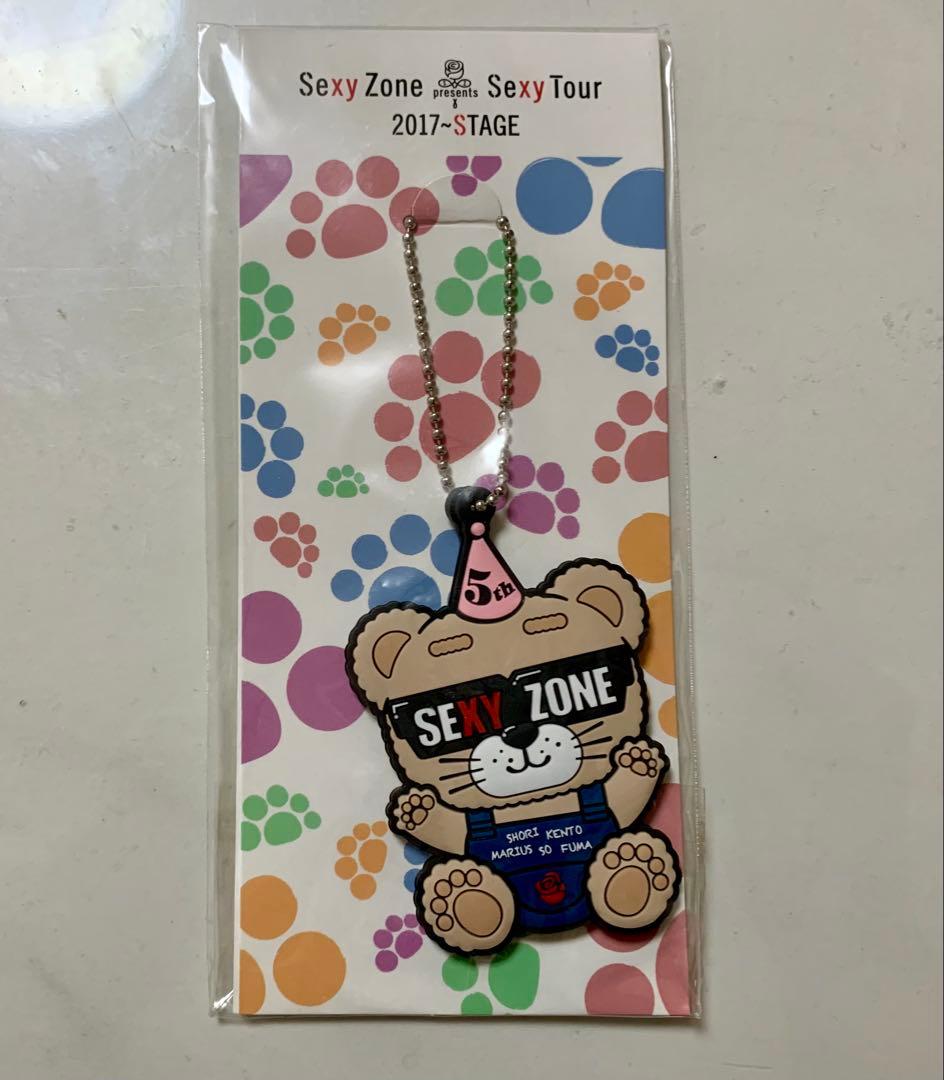 Sexy Zone presents Sexy Tour
2017~STAGE
5th
SEXY ZONE
SHORI KENTO
MARIUS SO FUMA